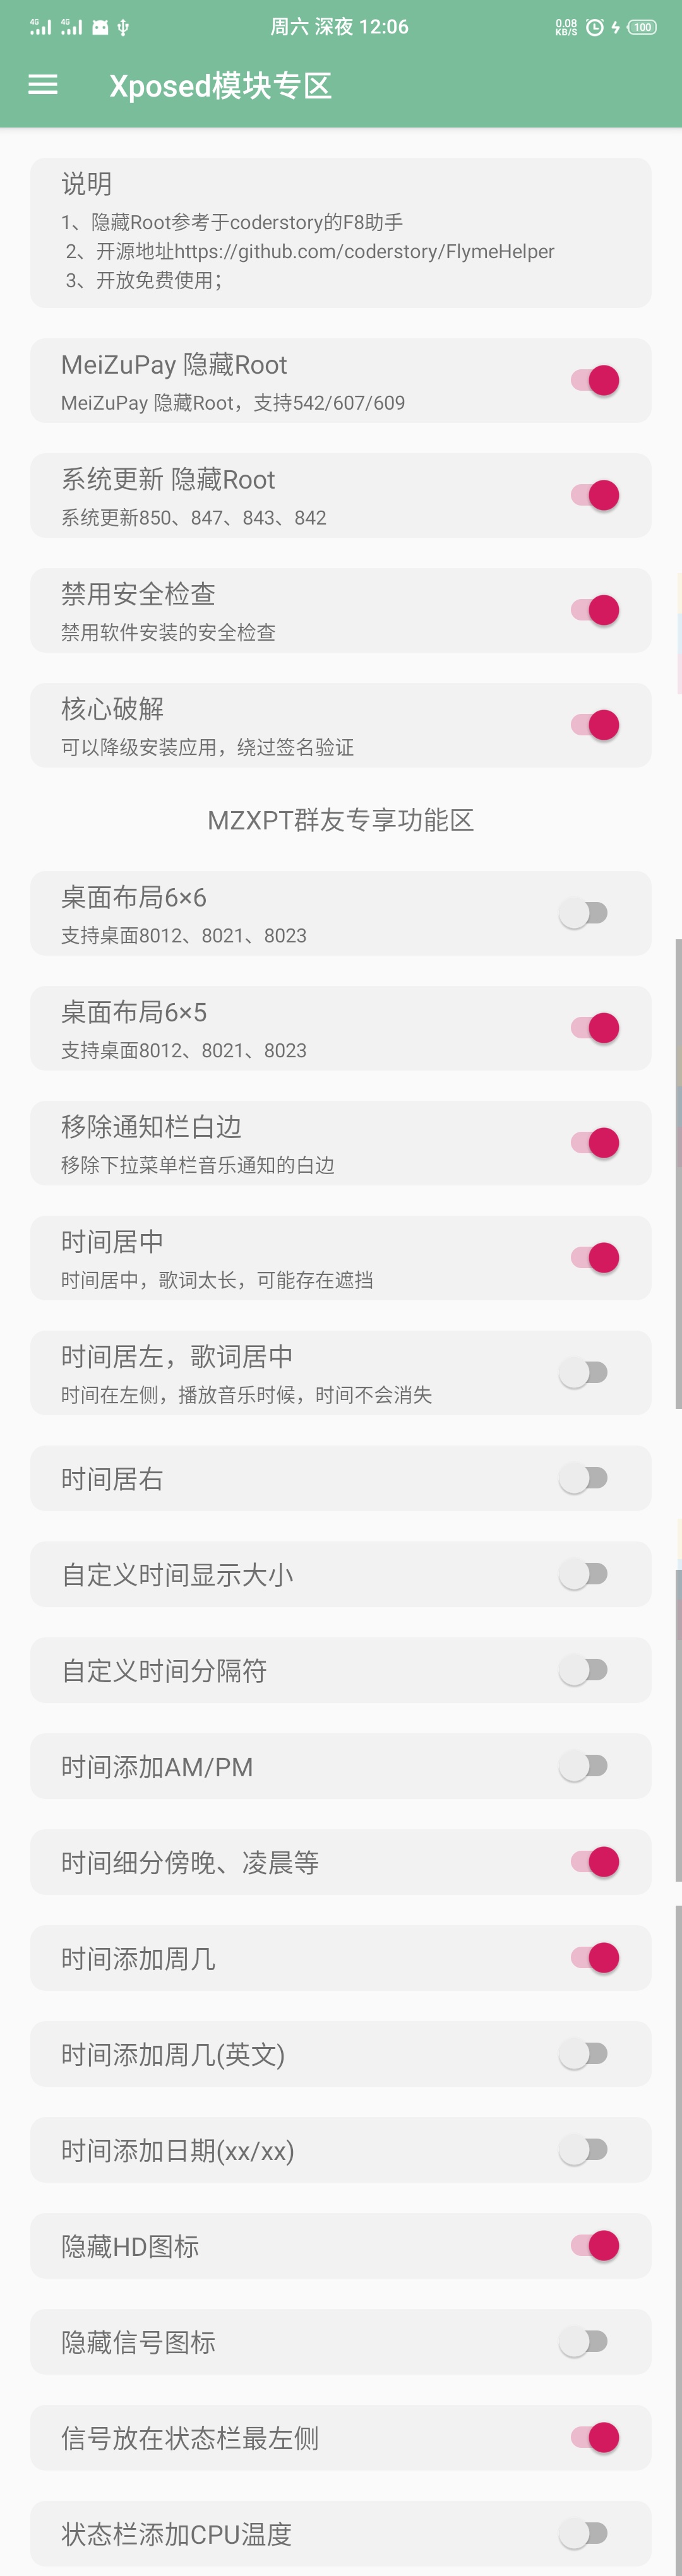 4G 4G 周六 深夜 12:06 0.08 KB/S 100
Xposed模块专区
说明
1、隐藏Root参考于coderstory的F8助手
2、开源地址https://github.com/coderstory/FlymeHelper
3、开放免费使用；
MeiZuPay 隐藏Root
MeiZuPay 隐藏Root，支持542/607/609
系统更新 隐藏Root
系统更新850、847、843、842
禁用安全检查
禁用软件安装的安全检查
核心破解
可以降级安装应用，绕过签名验证
MZXPT群友专享功能区
桌面布局6×6
支持桌面8012、8021、8023
桌面布局6×5
支持桌面8012、8021、8023
移除通知栏白边
移除下拉菜单栏音乐通知的白边
时间居中
时间居中，歌词太长，可能存在遮挡
时间居左，歌词居中
时间在左侧，播放音乐时候，时间不会消失
时间居右
自定义时间显示大小
自定义时间分隔符
时间添加AM/PM
时间细分傍晚、凌晨等
时间添加周几
时间添加周几(英文)
时间添加日期(xx/xx)
隐藏HD图标
隐藏信号图标
信号放在状态栏最左侧
状态栏添加CPU温度